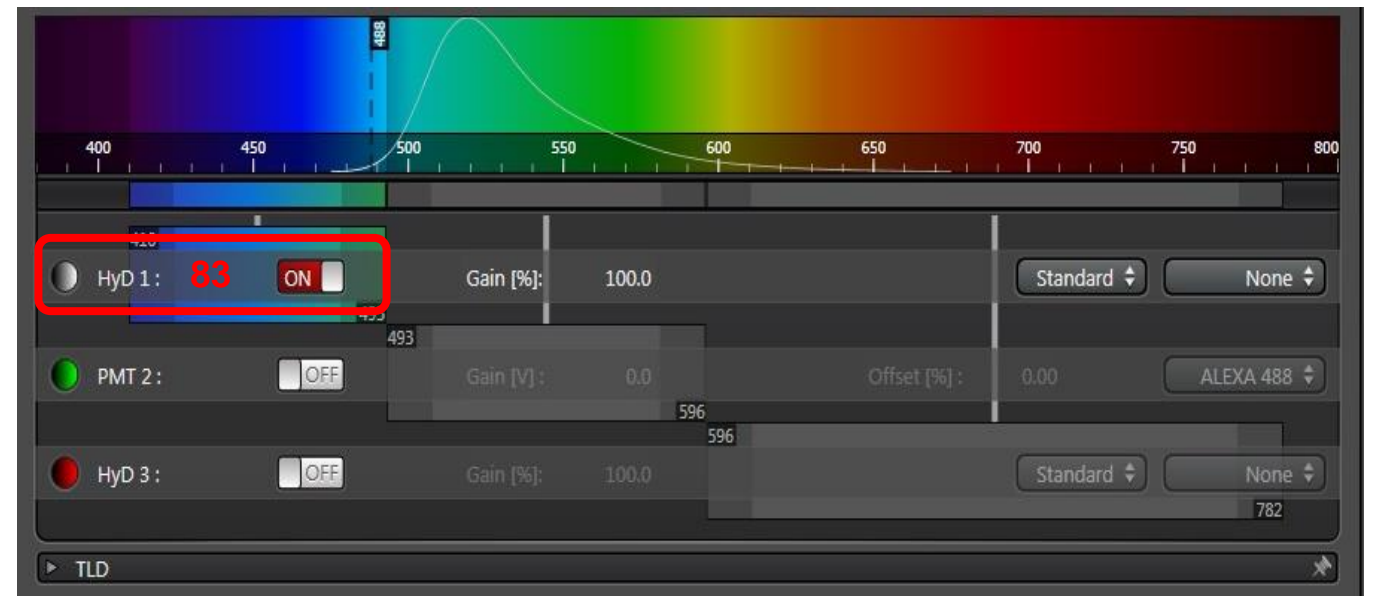 488
400 450 500 550 600 650 700 750 800
HyD 1 : 83 ON Gain [%]: 100.0 Standard None
493
PMT 2 : OFF Gain [V] : 0.0 Offset [%] : 0.00 ALEXA 488
596
596
HyD 3 : OFF Gain [%]: 100.0 Standard None
782
TLD